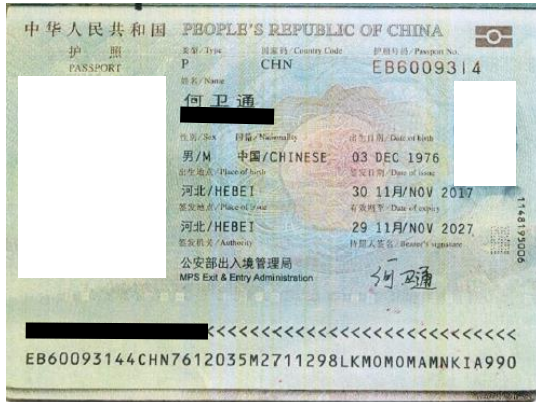 中华人民共和国 PEOPLE'S REPUBLIC OF CHINA
护 照 类型/Type 国家码/Country Code 护照号码/Passport No.
PASSPORT P CHN EB6009314
姓名/Name
何卫通
性别/Sex 国籍/Nationality 出生日期/Date of birth
男/M 中国/CHINESE 03 DEC 1976
出生地点/Place of birth 签发日期/Date of issue
河北/HEBEI 30 11月/NOV 2017
签发地点/Place of issue 有效期至/Date of expiry
河北/HEBEI 29 11月/NOV 2027
签发机关/Authority 持照人签名/Bearer's signature
公安部出入境管理局
MPS Exit & Entry Administration
何卫通
1148195006
<<<<<<<<<<<<<<<<<<<<<<<<
EB60093144CHN7612035M2711298LKMOMOMAMNKIA990